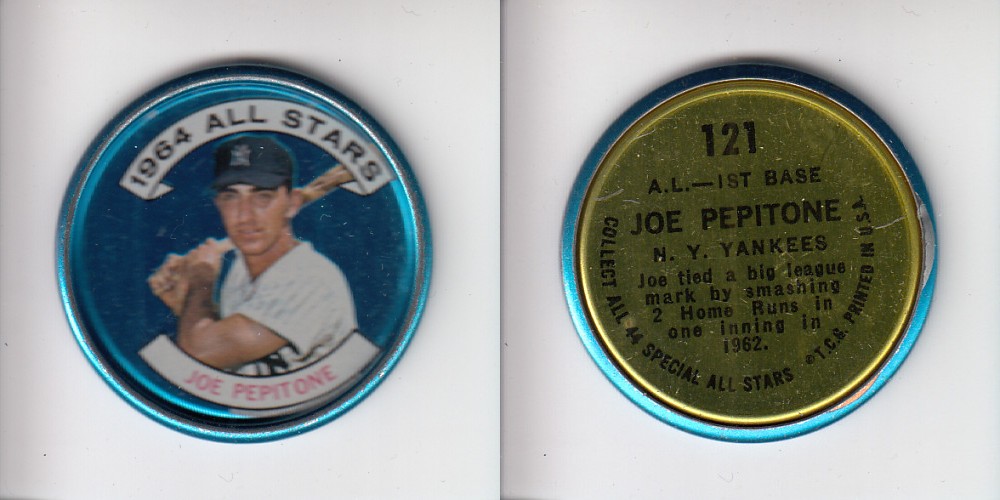 1964 ALL STARS
JOE PEPITONE
121
A.L.—1ST BASE
JOE PEPITONE
N. Y. YANKEES
Joe tied a big league
mark by smashing
2 Home Runs in
one inning in
1962.
COLLECT ALL 44 SPECIAL ALL STARS
©T.C.G. PRINTED IN U.S.A.